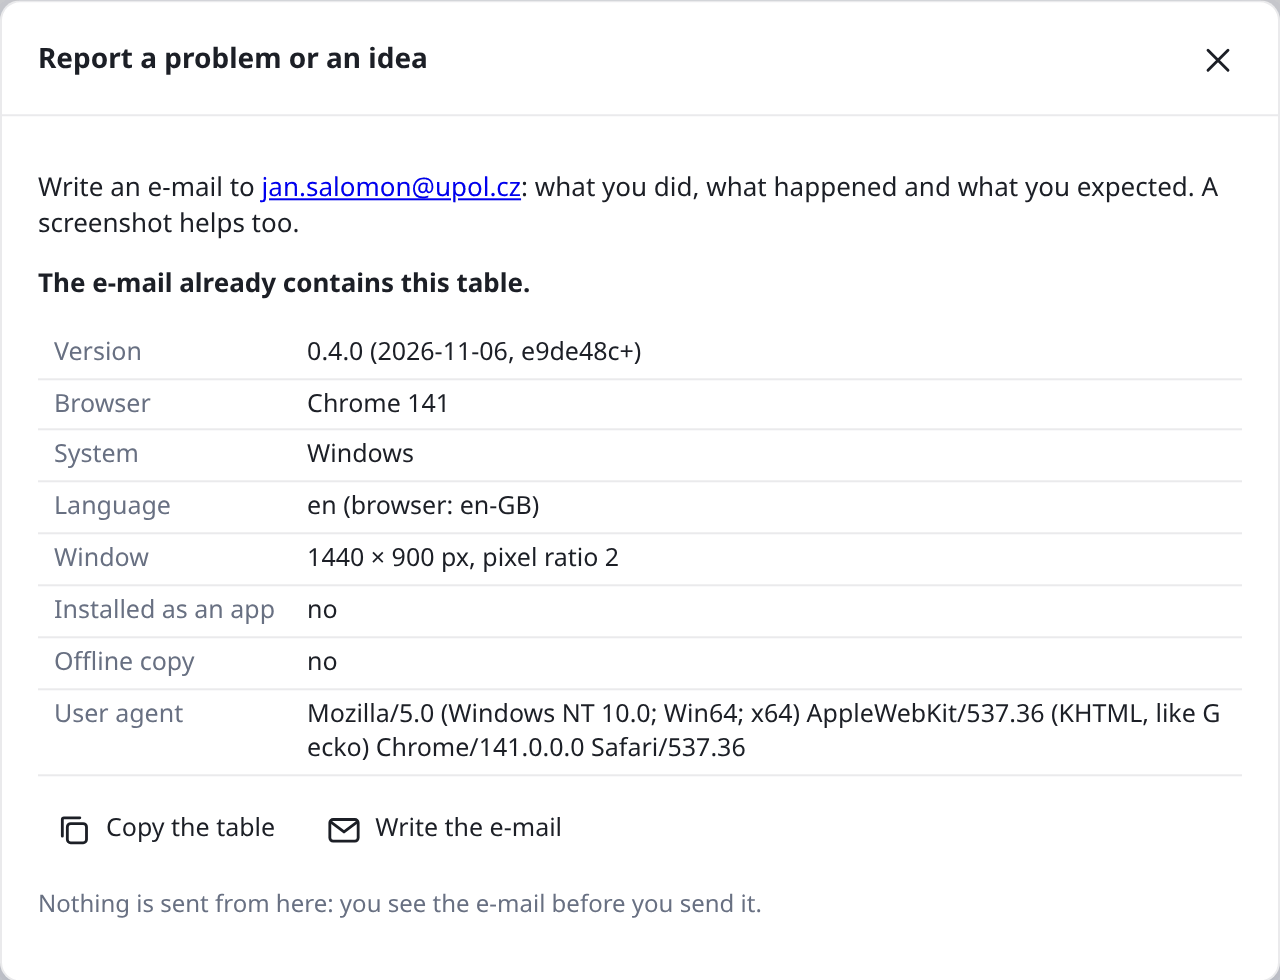 Report a problem or an idea
Write an e-mail to jan.salomon@upol.cz: what you did, what happened and what you expected. A
screenshot helps too.
The e-mail already contains this table.
Version 0.4.0 (2026-11-06, e9de48c+)
Browser Chrome 141
System Windows
Language en (browser: en-GB)
Window 1440 × 900 px, pixel ratio 2
Installed as an app no
Offline copy no
User agent Mozilla/5.0 (Windows NT 10.0; Win64; x64) AppleWebKit/537.36 (KHTML, like G
ecko) Chrome/141.0.0.0 Safari/537.36
Copy the table Write the e-mail
Nothing is sent from here: you see the e-mail before you send it.